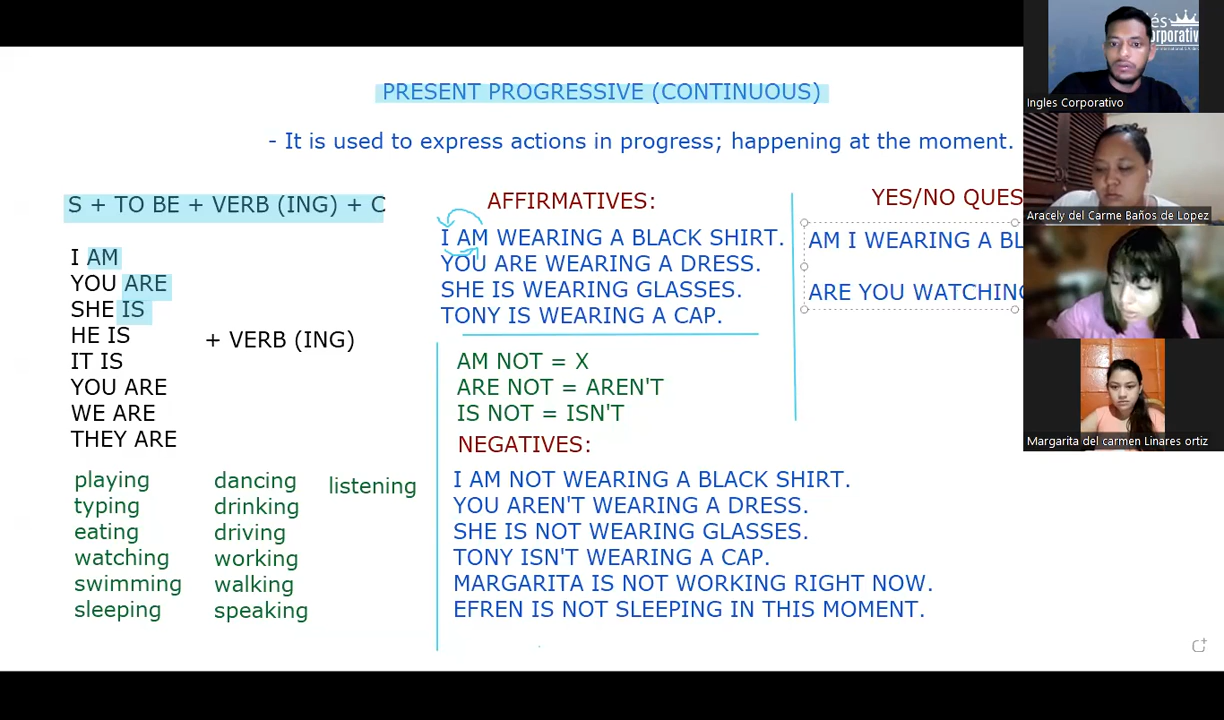 PRESENT PROGRESSIVE (CONTINUOUS)
- It is used to express actions in progress; happening at the moment.
S + TO BE + VERB (ING) + C
I AM
YOU ARE
SHE IS
HE IS
IT IS
YOU ARE
WE ARE
THEY ARE
+ VERB (ING)
playing
typing
eating
watching
swimming
sleeping
dancing
drinking
driving
working
walking
speaking
listening
AFFIRMATIVES:
I AM WEARING A BLACK SHIRT.
YOU ARE WEARING A DRESS.
SHE IS WEARING GLASSES.
TONY IS WEARING A CAP.
AM NOT = X
ARE NOT = AREN'T
IS NOT = ISN'T
NEGATIVES:
I AM NOT WEARING A BLACK SHIRT.
YOU AREN'T WEARING A DRESS.
SHE IS NOT WEARING GLASSES.
TONY ISN'T WEARING A CAP.
MARGARITA IS NOT WORKING RIGHT NOW.
EFREN IS NOT SLEEPING IN THIS MOMENT.
YES/NO QUES
AM I WEARING A BL
ARE YOU WATCHING
Ingles Corporativo
Aracely del Carme Baños de Lopez
Margarita del carmen Linares ortiz